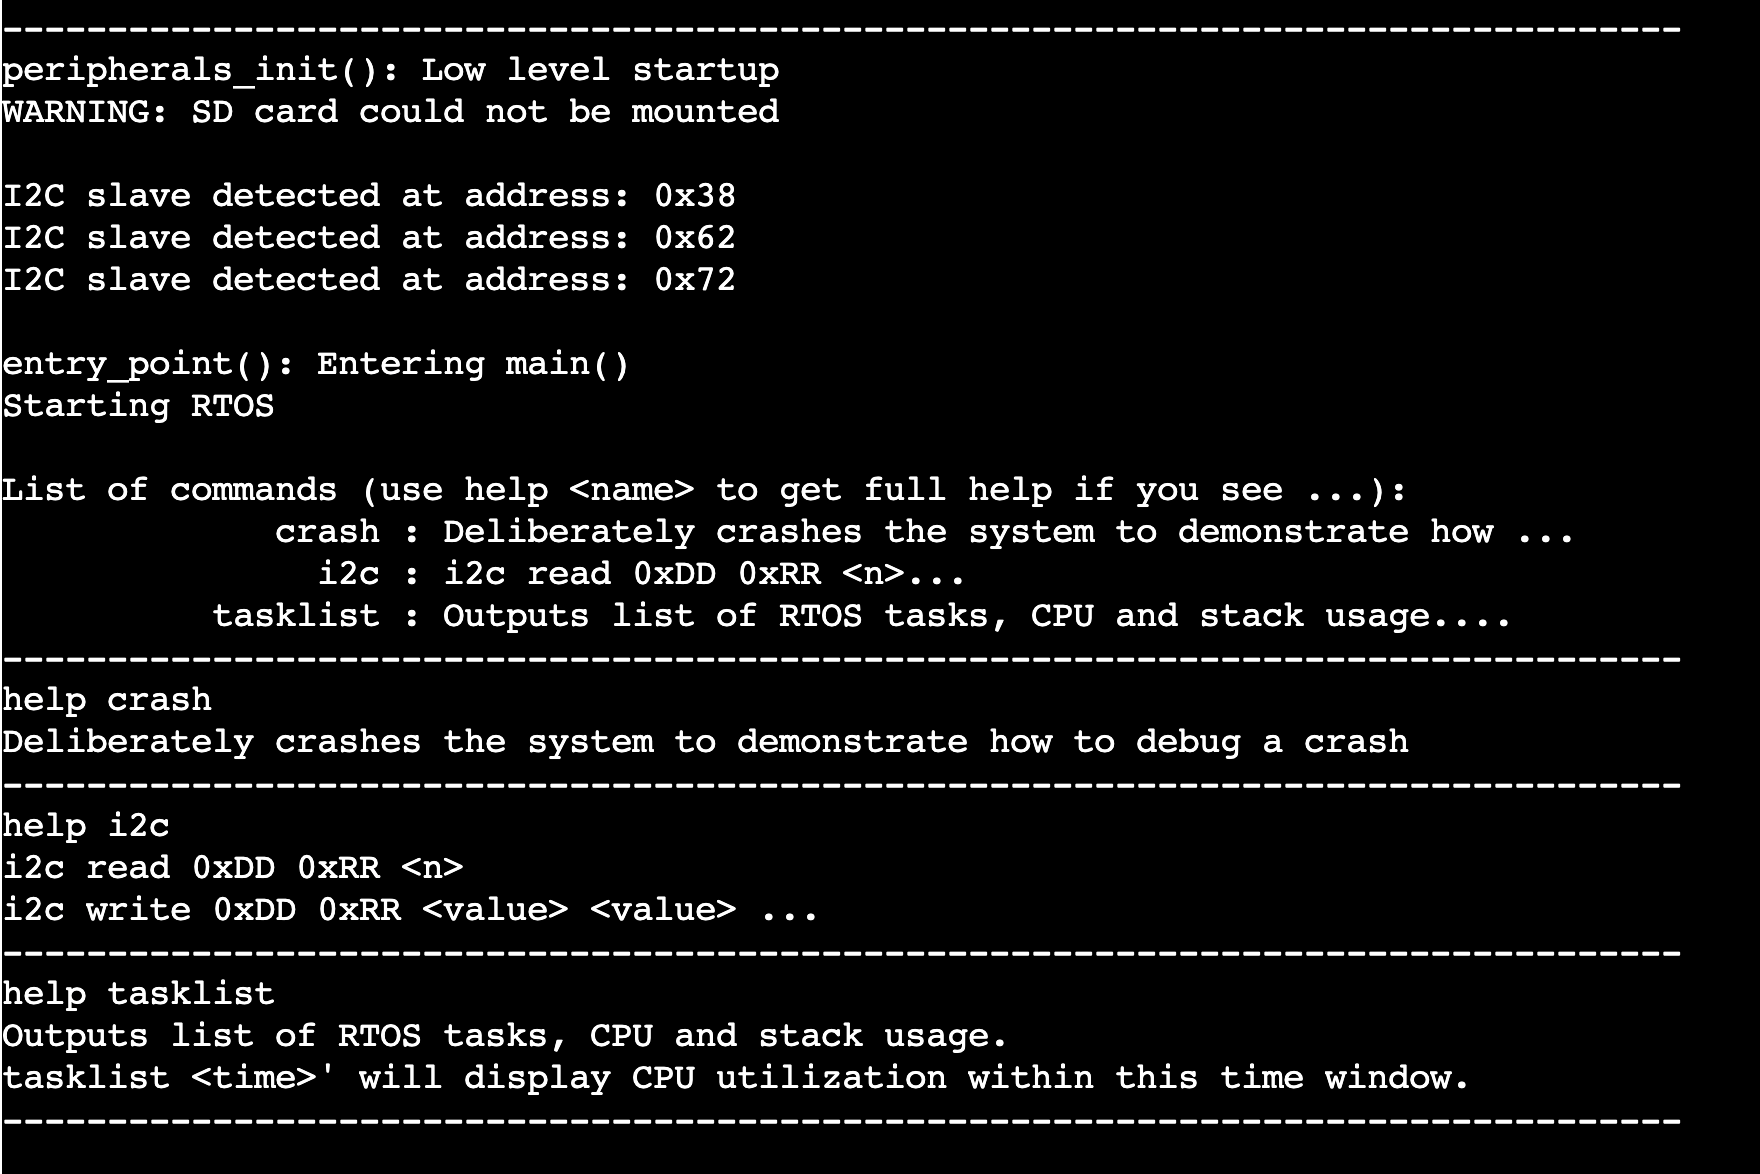 --------------------------------------------------------------------------------
peripherals_init(): Low level startup
WARNING: SD card could not be mounted
I2C slave detected at address: 0x38
I2C slave detected at address: 0x62
I2C slave detected at address: 0x72
entry_point(): Entering main()
Starting RTOS
List of commands (use help <name> to get full help if you see ...):
             crash : Deliberately crashes the system to demonstrate how ...
               i2c : i2c read 0xDD 0xRR <n>...
          tasklist : Outputs list of RTOS tasks, CPU and stack usage....
--------------------------------------------------------------------------------
help crash
Deliberately crashes the system to demonstrate how to debug a crash
--------------------------------------------------------------------------------
help i2c
i2c read 0xDD 0xRR <n>
i2c write 0xDD 0xRR <value> <value> ...
--------------------------------------------------------------------------------
help tasklist
Outputs list of RTOS tasks, CPU and stack usage.
tasklist <time>' will display CPU utilization within this time window.
--------------------------------------------------------------------------------